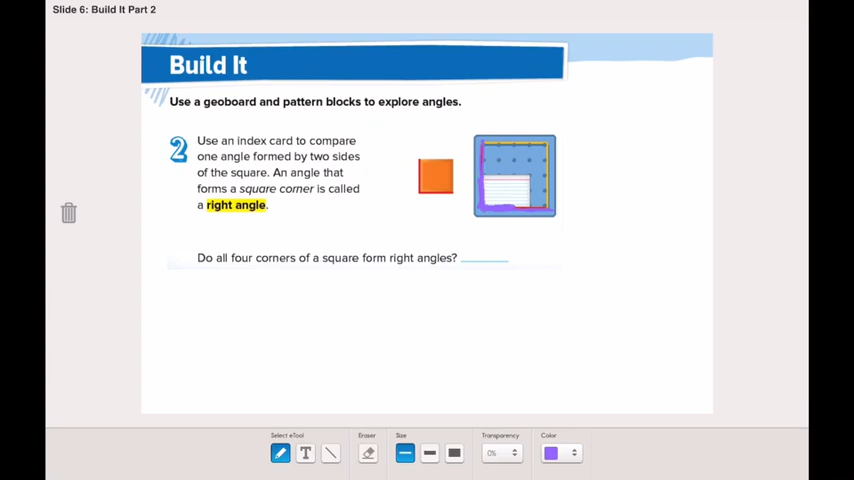 Slide 6: Build It Part 2
Build It
Use a geoboard and pattern blocks to explore angles.
2
Use an index card to compare
one angle formed by two sides
of the square. An angle that
forms a square corner is called
a right angle.
Do all four corners of a square form right angles?
Select eTool
Eraser
Size
Transparency
Color
T
0%